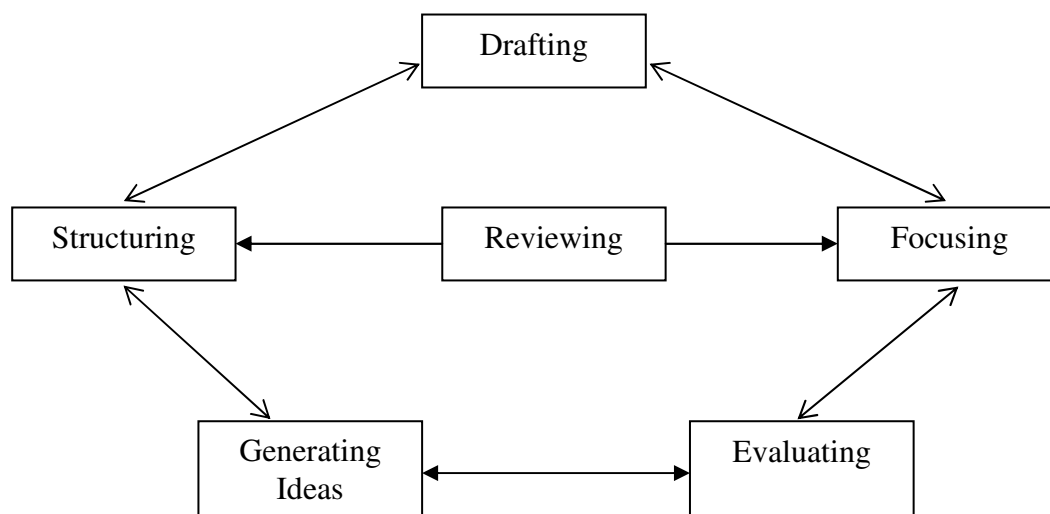 Drafting
Structuring
Reviewing
Focusing
Generating
Ideas
Evaluating